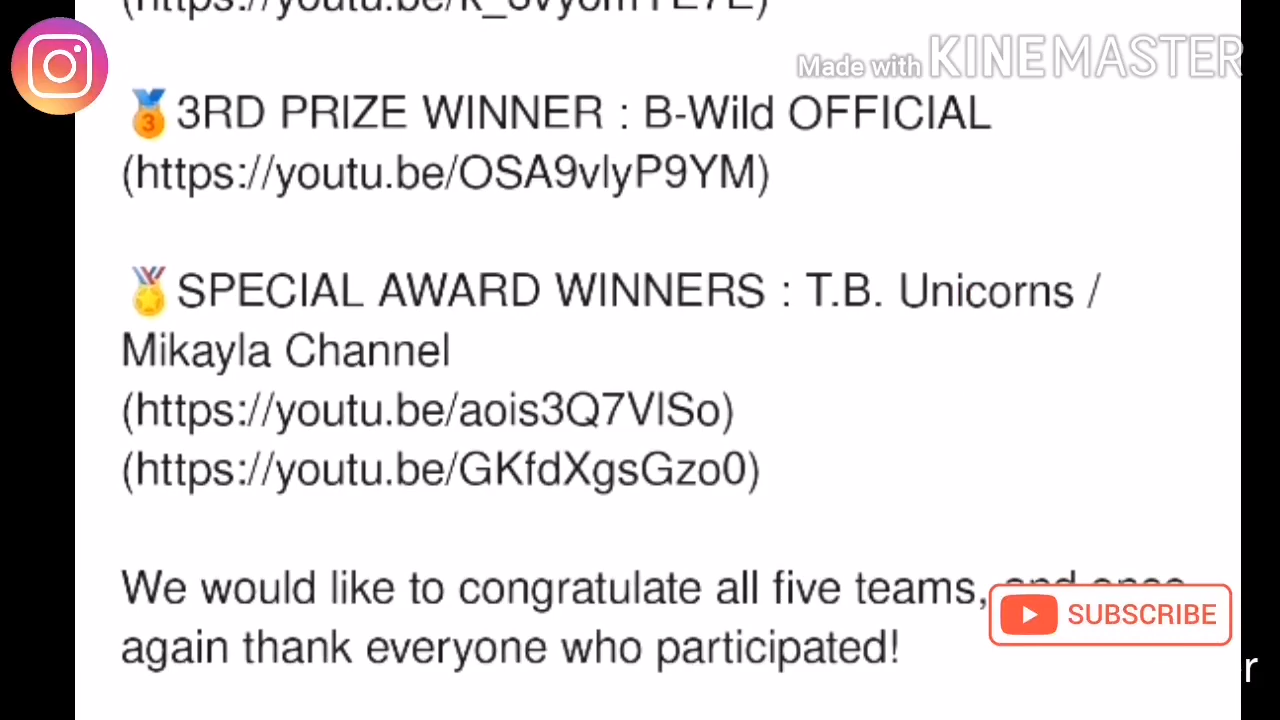 Made with KINEMASTER
3RD PRIZE WINNER : B-Wild OFFICIAL
(https://youtu.be/OSA9vlyP9YM)
SPECIAL AWARD WINNERS : T.B. Unicorns /
Mikayla Channel
(https://youtu.be/aois3Q7VlSo)
(https://youtu.be/GKfdXgsGzo0)
We would like to congratulate all five teams, and once
again thank everyone who participated!
SUBSCRIBE
r